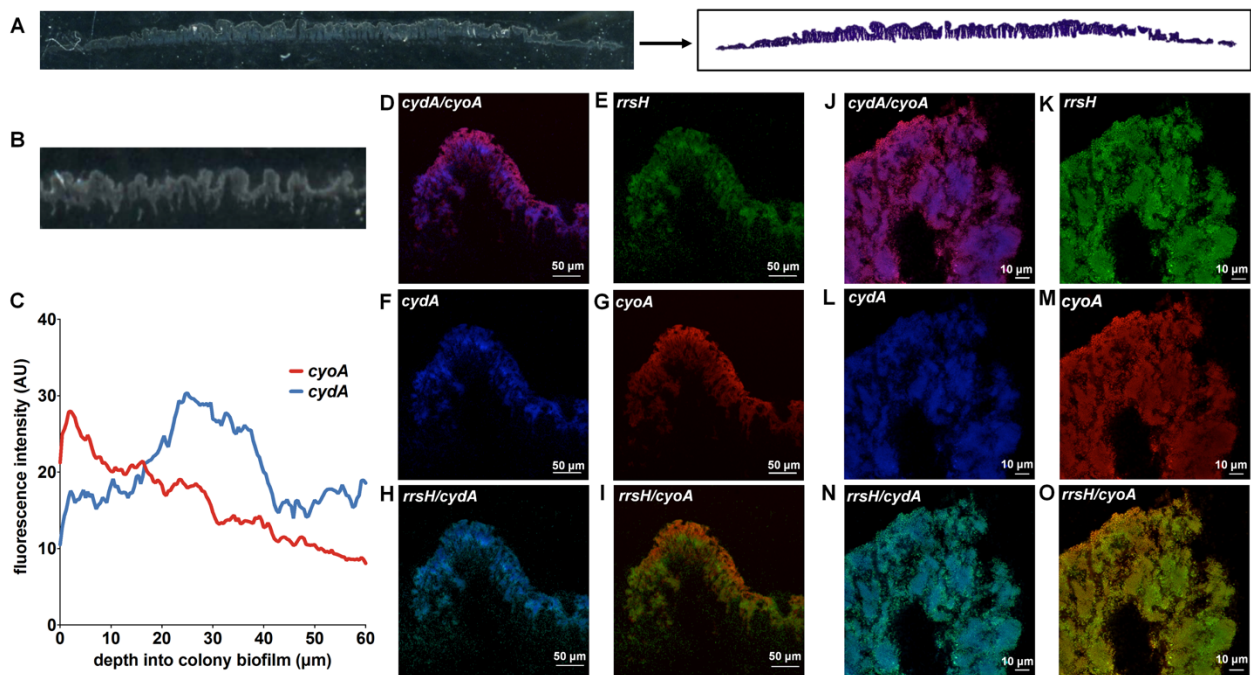 A
B
C
40
30
20
10
0
0 10 20 30 40 50 60
fluorescence intensity (AU)
depth into colony biofilm (µm)
cyoA
cydA
D cydA/cyoA
50 µm
E rrsH
50 µm
F cydA
50 µm
G cyoA
50 µm
H rrsH/cydA
50 µm
I rrsH/cyoA
50 µm
J cydA/cyoA
10 µm
K rrsH
10 µm
L cydA
10 µm
M cyoA
10 µm
N rrsH/cydA
10 µm
O rrsH/cyoA
10 µm